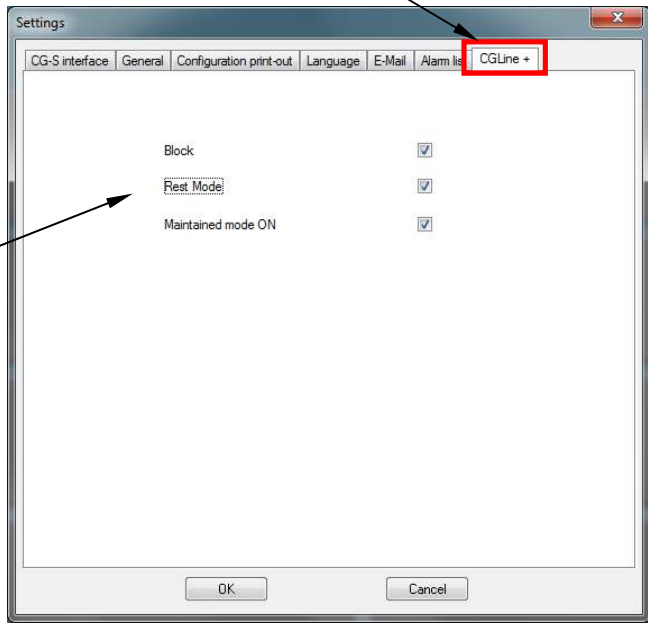 Settings
CG-S interface General Configuration print-out Language E-Mail Alarm lis CGLine +
Block
Rest Mode
Maintained mode ON
OK Cancel